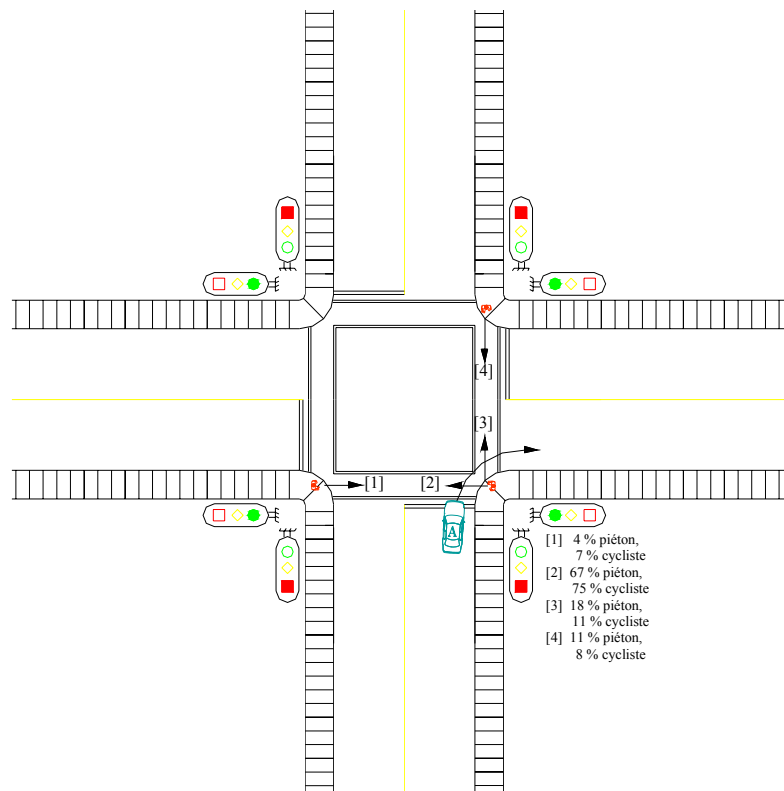 [4]
[3]
[1]
[2]
A
[1] 4 % piéton,
7 % cycliste
[2] 67 % piéton,
75 % cycliste
[3] 18 % piéton,
11 % cycliste
[4] 11 % piéton,
8 % cycliste